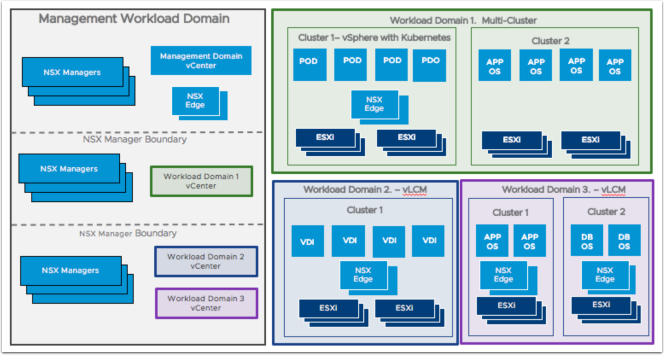 Management Workload Domain
NSX Managers
Management Domain
vCenter
NSX
Edge
NSX Manager Boundary
NSX Managers
Workload Domain 1
vCenter
NSX Manager Boundary
NSX Managers
Workload Domain 2
vCenter
Workload Domain 3
vCenter
Workload Domain 1. Multi-Cluster
Cluster 1– vSphere with Kubernetes
POD
POD
POD
PDO
NSX
Edge
ESXi
ESXi
Cluster 2
APP
OS
APP
OS
APP
OS
APP
OS
ESXi
ESXi
Workload Domain 2. – vLCM
Cluster 1
VDI
VDI
VDI
VDI
NSX
Edge
ESXi
ESXi
Workload Domain 3. – vLCM
Cluster 1
APP
OS
APP
OS
NSX
Edge
ESXi
Cluster 2
DB
OS
DB
OS
NSX
Edge
ESXi